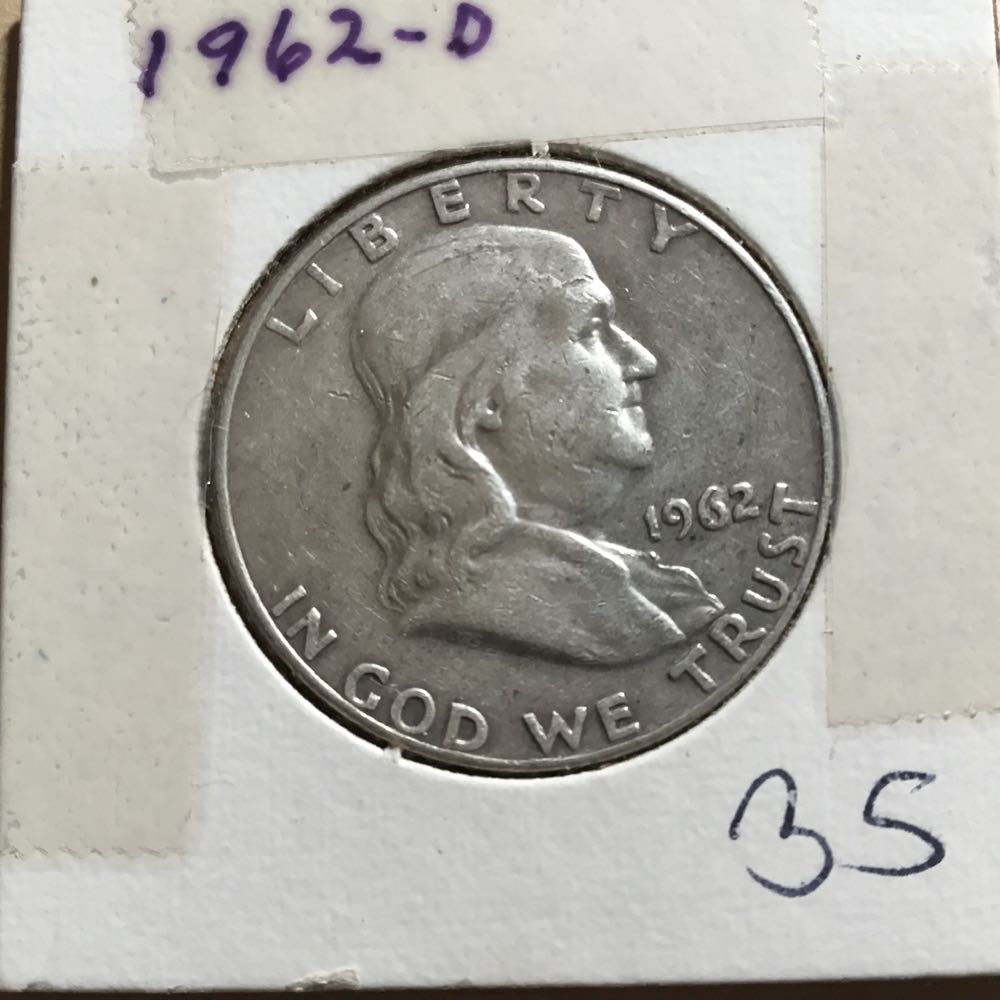 1962-D
LIBERTY
1962
IN GOD WE TRUST
35